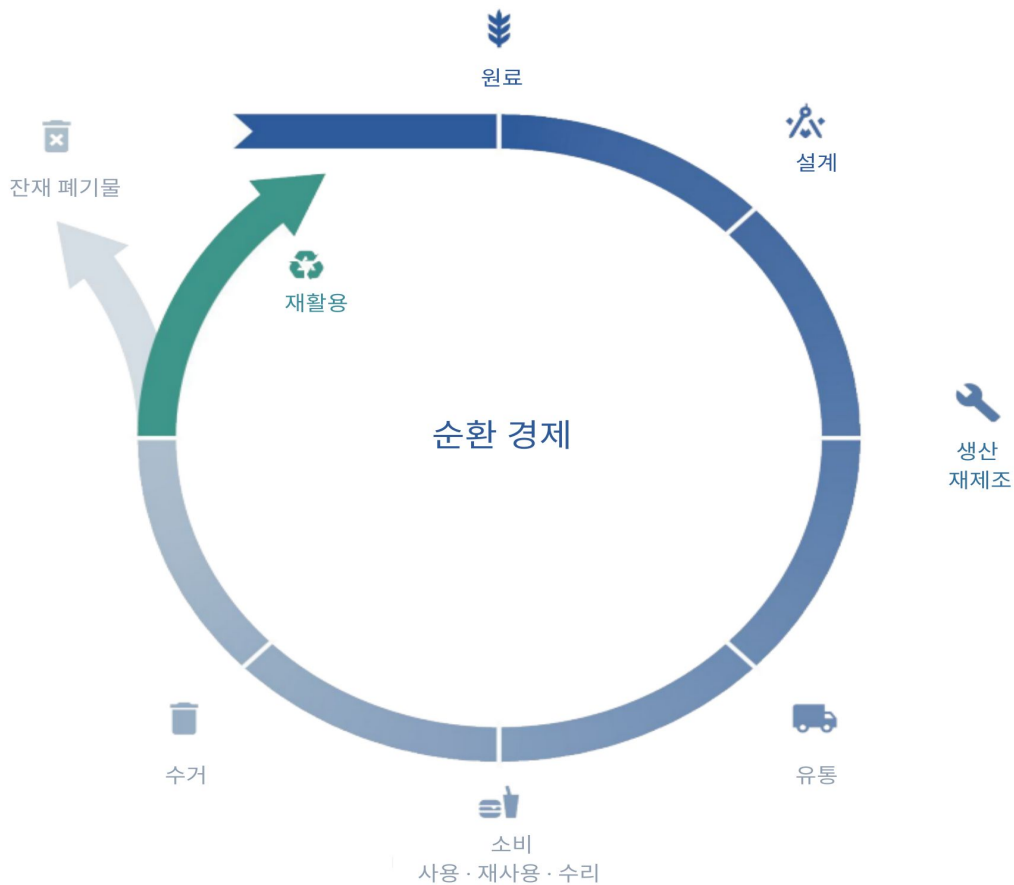 원료
설계
잔재 폐기물
재활용
순환 경제
생산
재제조
수거
유통
소비
사용 · 재사용 · 수리